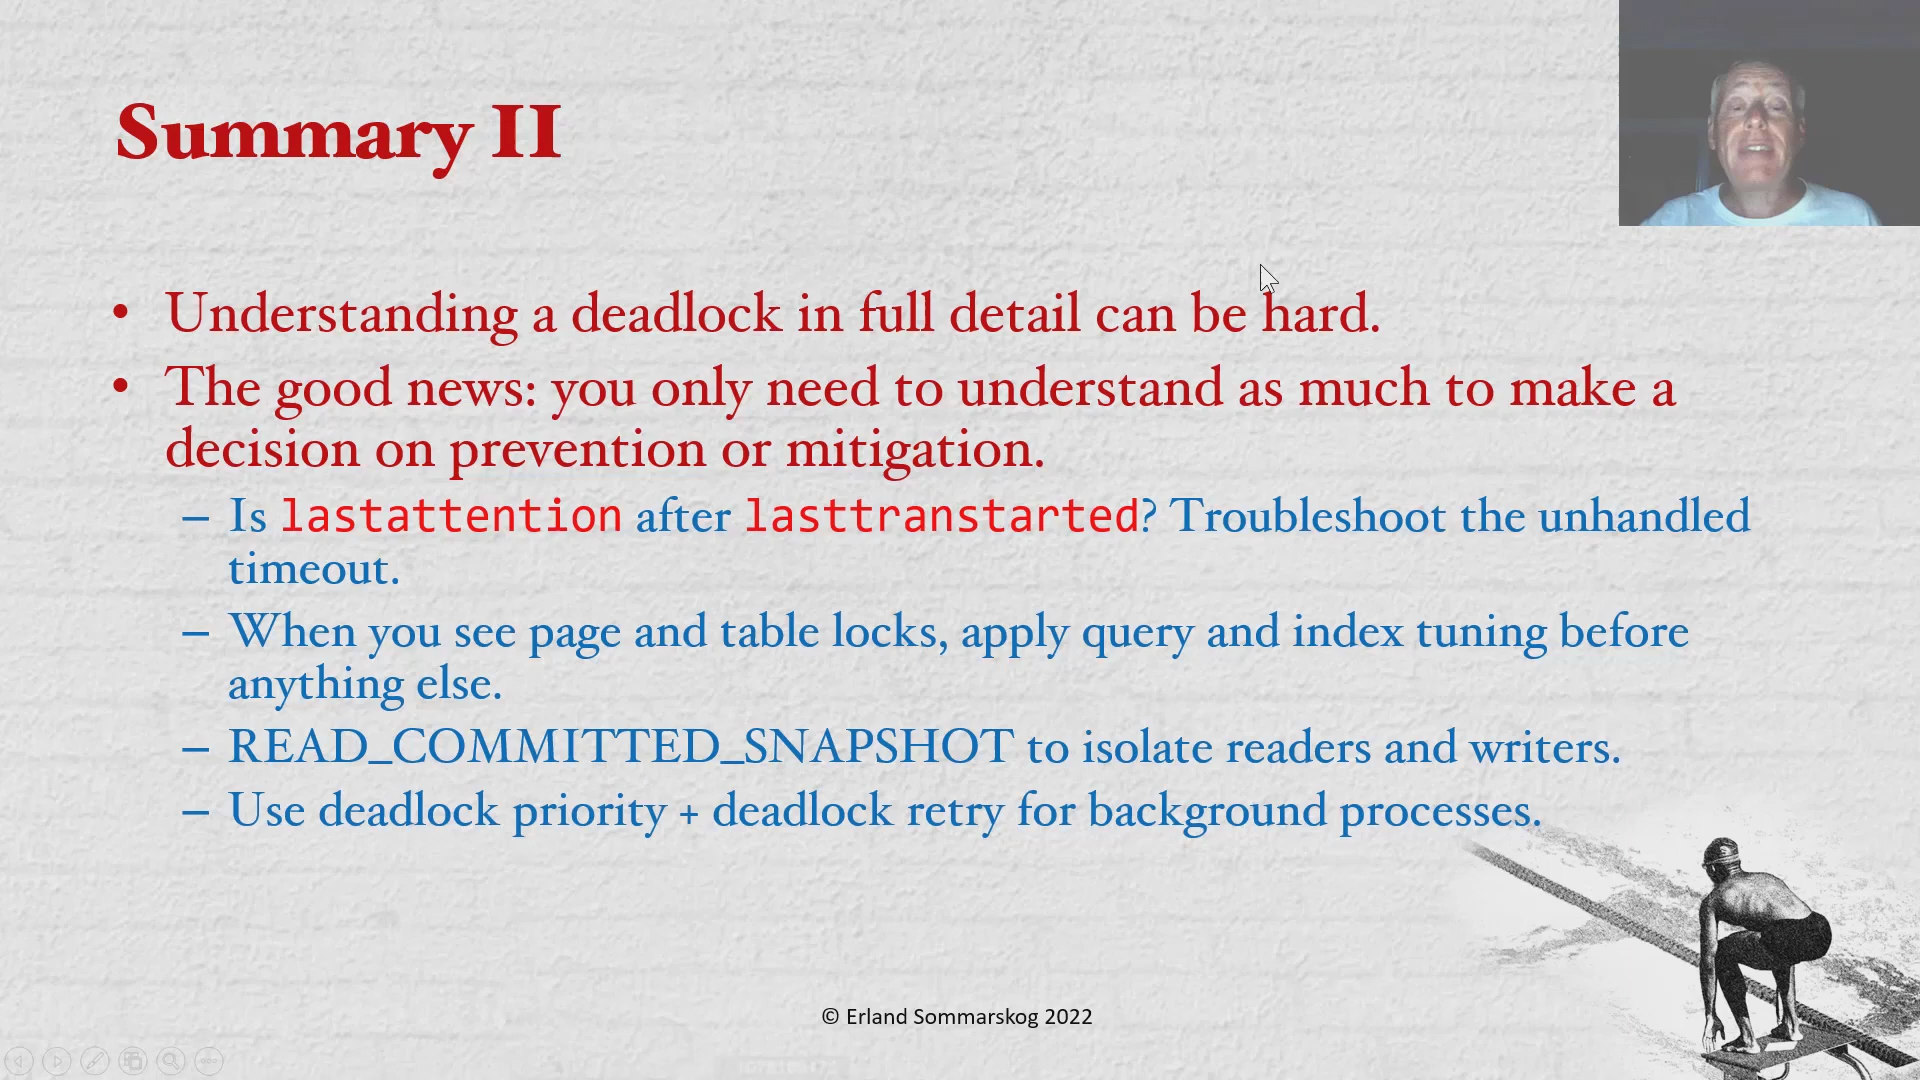 Summary II
• Understanding a deadlock in full detail can be hard.
• The good news: you only need to understand as much to make a
decision on prevention or mitigation.
– Is lastattention after lasttranstarted? Troubleshoot the unhandled
timeout.
– When you see page and table locks, apply query and index tuning before
anything else.
– READ_COMMITTED_SNAPSHOT to isolate readers and writers.
– Use deadlock priority + deadlock retry for background processes.
© Erland Sommarskog 2022